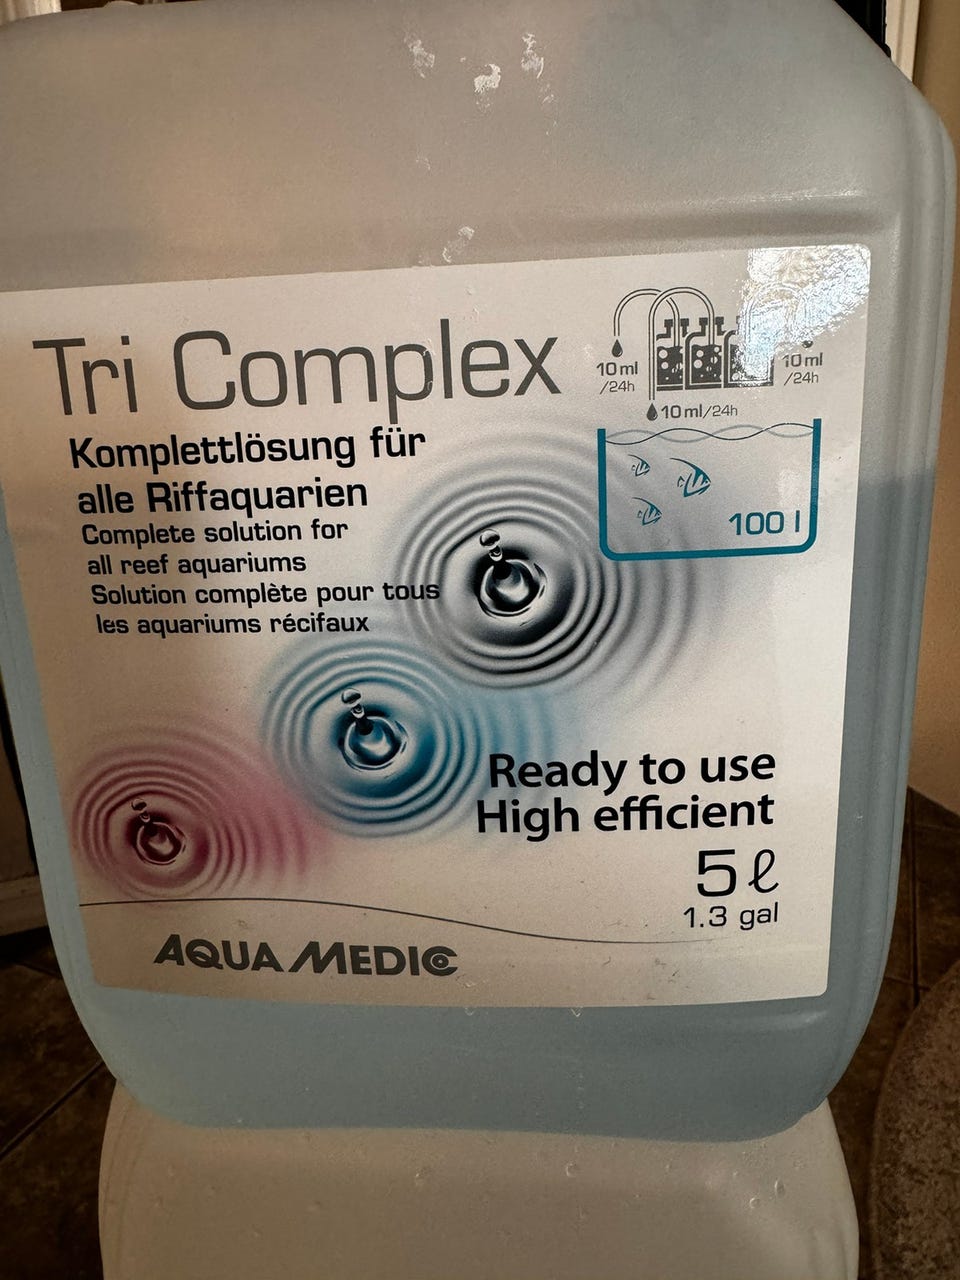 Tri Complex
Komplettlösung für
alle Riffaquarien
Complete solution for
all reef aquariums
Solution complète pour tous
les aquariums récifaux
10 ml
/24h
10 ml
/24h
10 ml/24h
100 l
Ready to use
High efficient
5 ℓ
1.3 gal
AQUA MEDIC